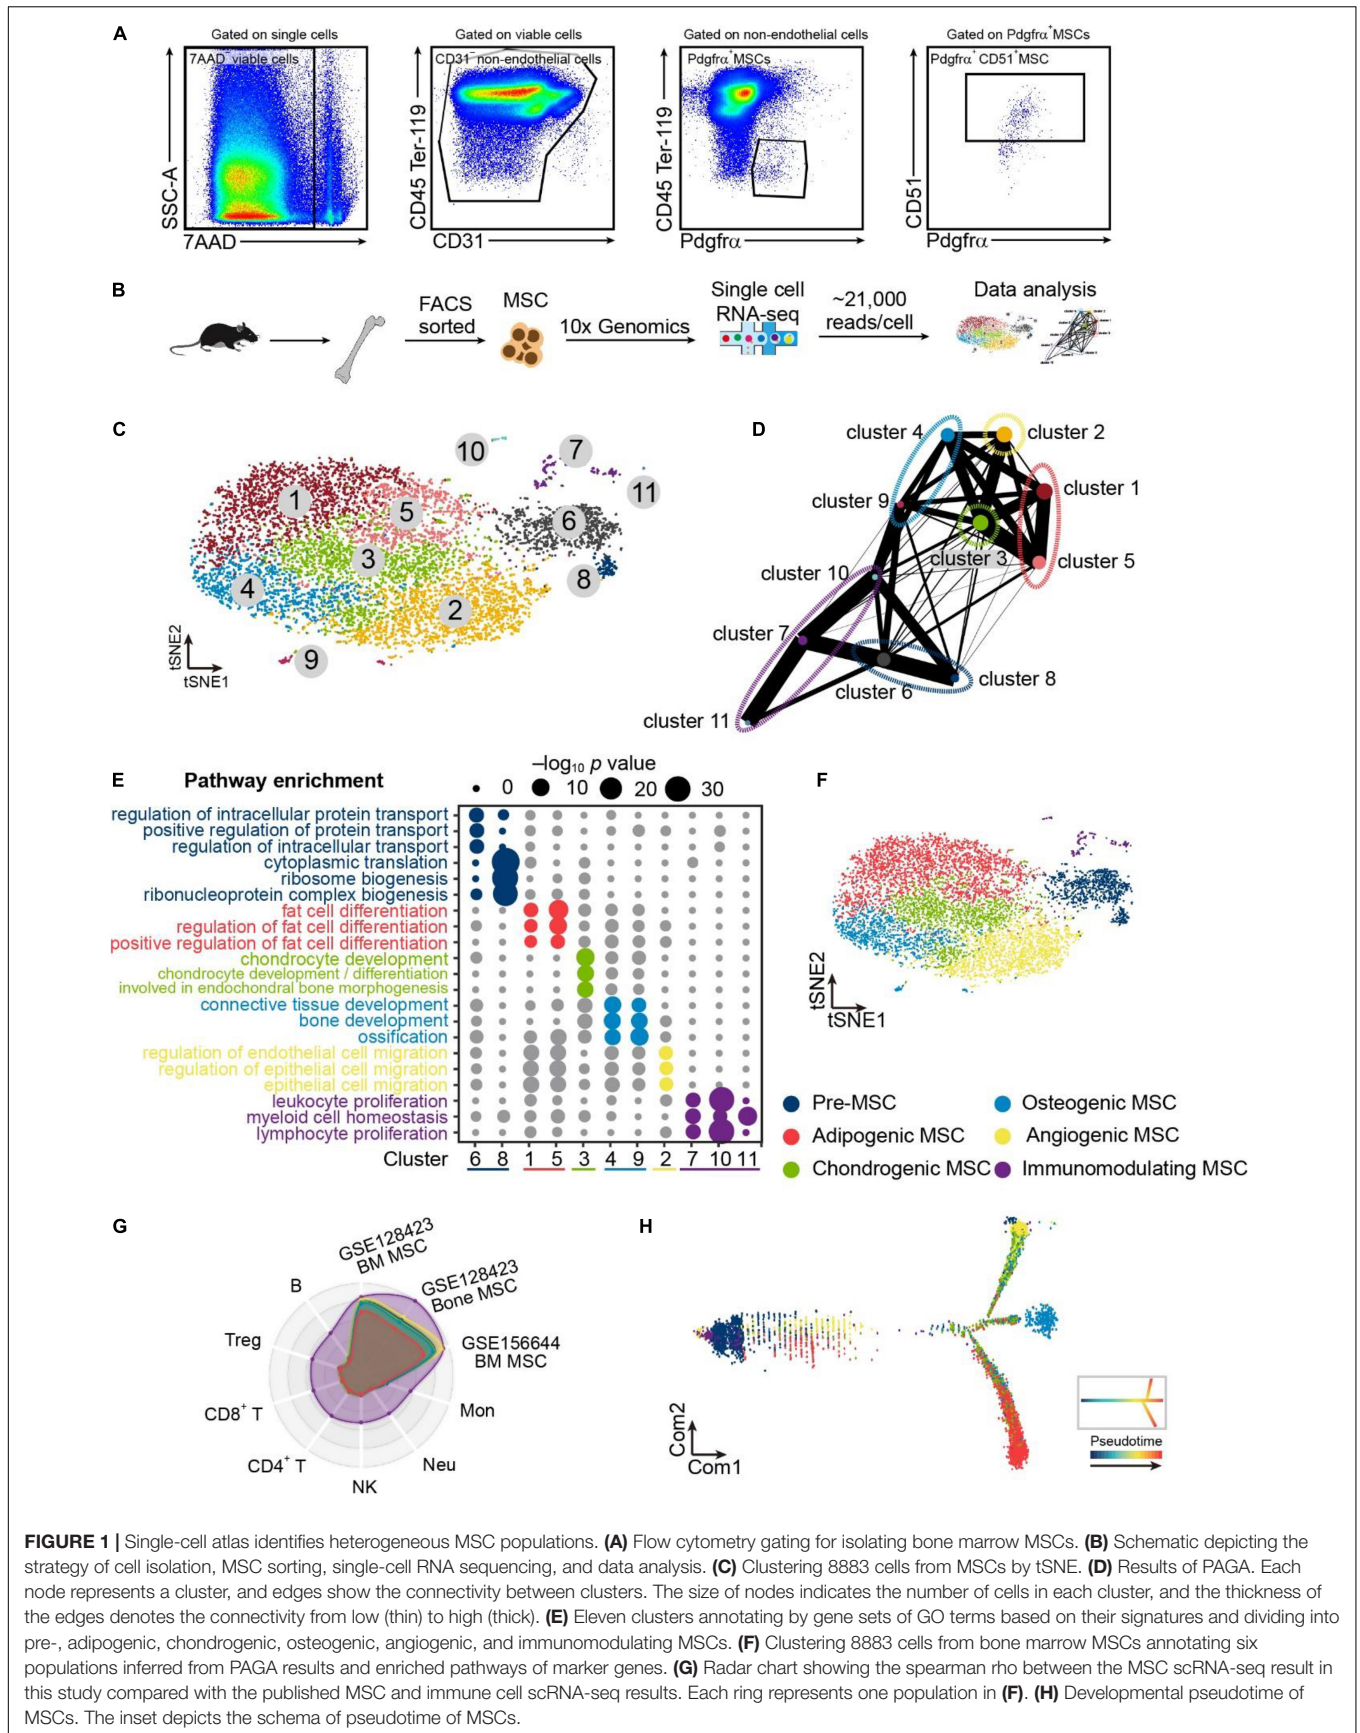 A
Gated on single cells
Gated on viable cells
Gated on non-endothelial cells
Gated on Pdgfrα⁺MSCs
7AAD⁻ viable cells
CD31⁻ non-endothelial cells
Pdgfrα⁺MSCs
Pdgfrα⁺ CD51⁺MSC
SSC-A
CD45 Ter-119
CD45 Ter-119
CD51
7AAD
CD31
Pdgfrα
Pdgfrα
B
FACS
sorted
MSC
10x Genomics
Single cell
RNA-seq
~21,000
reads/cell
Data analysis
C
1
2
3
4
5
6
7
8
9
10
11
tSNE2
tSNE1
D
cluster 4
cluster 2
cluster 1
cluster 9
cluster 3
cluster 5
cluster 10
cluster 7
cluster 6
cluster 8
cluster 11
E
Pathway enrichment
–log₁₀ p value
0 10 20 30
regulation of intracellular protein transport
positive regulation of protein transport
regulation of intracellular transport
cytoplasmic translation
ribosome biogenesis
ribonucleoprotein complex biogenesis
fat cell differentiation
regulation of fat cell differentiation
positive regulation of fat cell differentiation
chondrocyte development
chondrocyte development / differentiation
involved in endochondral bone morphogenesis
connective tissue development
bone development
ossification
regulation of endothelial cell migration
regulation of epithelial cell migration
epithelial cell migration
leukocyte proliferation
myeloid cell homeostasis
lymphocyte proliferation
Cluster 6 8 1 5 3 4 9 2 7 10 11
F
tSNE2
tSNE1
Pre-MSC
Osteogenic MSC
Adipogenic MSC
Angiogenic MSC
Chondrogenic MSC
Immunomodulating MSC
G
GSE128423
BM MSC
GSE128423
Bone MSC
GSE156644
BM MSC
Mon
Neu
NK
CD4⁺ T
CD8⁺ T
Treg
B
H
Com2
Com1
Pseudotime
FIGURE 1 | Single-cell atlas identifies heterogeneous MSC populations. (A) Flow cytometry gating for isolating bone marrow MSCs. (B) Schematic depicting the
strategy of cell isolation, MSC sorting, single-cell RNA sequencing, and data analysis. (C) Clustering 8883 cells from MSCs by tSNE. (D) Results of PAGA. Each
node represents a cluster, and edges show the connectivity between clusters. The size of nodes indicates the number of cells in each cluster, and the thickness of
the edges denotes the connectivity from low (thin) to high (thick). (E) Eleven clusters annotating by gene sets of GO terms based on their signatures and dividing into
pre-, adipogenic, chondrogenic, osteogenic, angiogenic, and immunomodulating MSCs. (F) Clustering 8883 cells from bone marrow MSCs annotating six
populations inferred from PAGA results and enriched pathways of marker genes. (G) Radar chart showing the spearman rho between the MSC scRNA-seq result in
this study compared with the published MSC and immune cell scRNA-seq results. Each ring represents one population in (F). (H) Developmental pseudotime of
MSCs. The inset depicts the schema of pseudotime of MSCs.